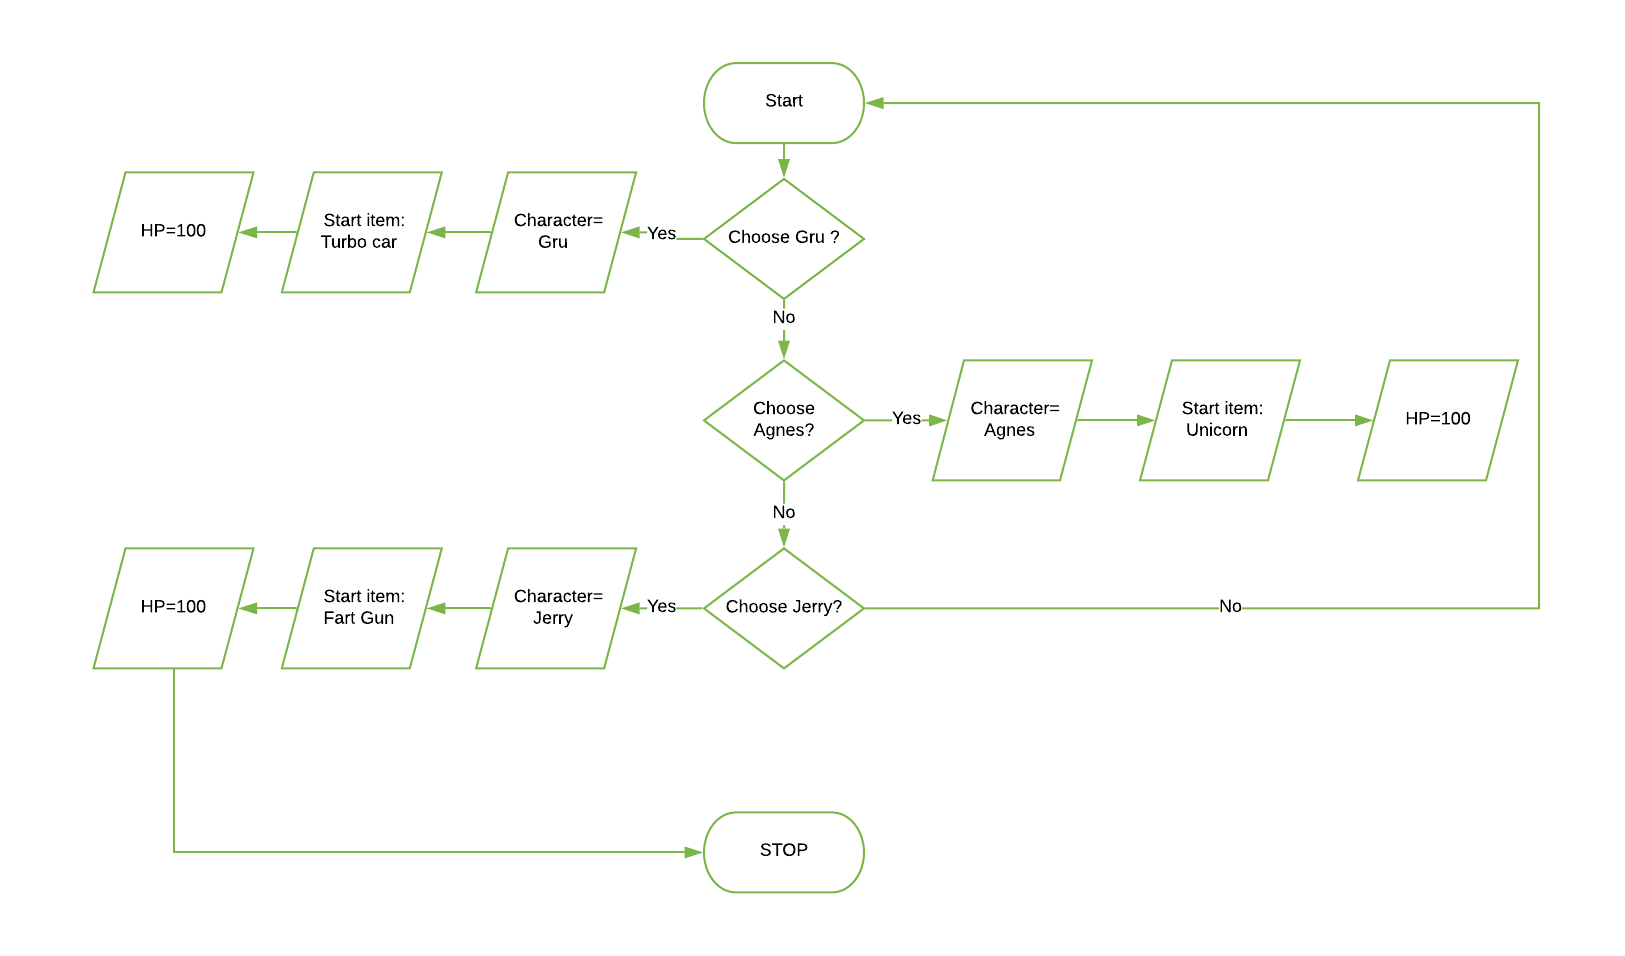 Start
Choose Gru ?
Yes
Character=
Gru
Start item:
Turbo car
HP=100
No
Choose
Agnes?
Yes
Character=
Agnes
Start item:
Unicorn
HP=100
No
Choose Jerry?
Yes
Character=
Jerry
Start item:
Fart Gun
HP=100
No
STOP